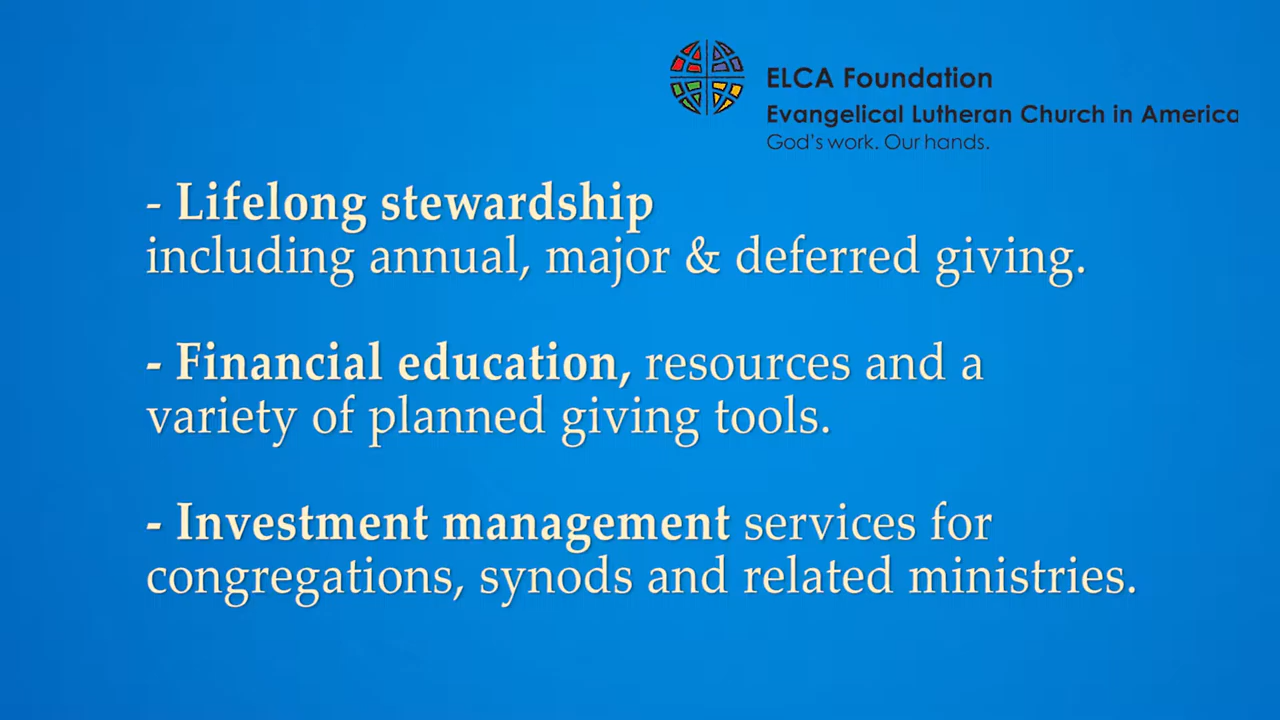 ELCA Foundation
Evangelical Lutheran Church in America
God's work. Our hands.
- Lifelong stewardship
including annual, major & deferred giving.
- Financial education, resources and a
variety of planned giving tools.
- Investment management services for
congregations, synods and related ministries.